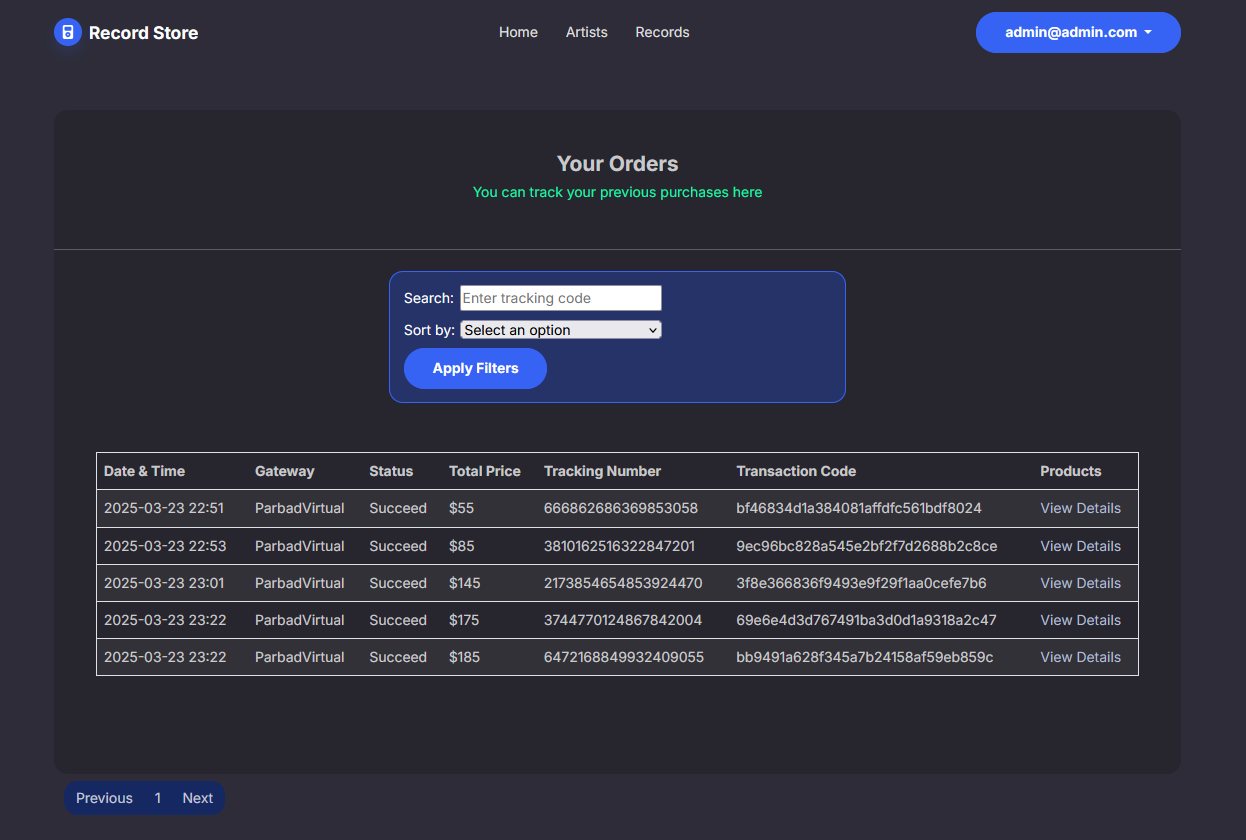 Record Store Home Artists Records admin@admin.com
Your Orders
You can track your previous purchases here
Search: Enter tracking code
Sort by: Select an option
Apply Filters
Date & Time Gateway Status Total Price Tracking Number Transaction Code Products
2025-03-23 22:51 ParbadVirtual Succeed $55 666862686369853058 bf46834d1a384081affdfc561bdf8024 View Details
2025-03-23 22:53 ParbadVirtual Succeed $85 3810162516322847201 9ec96bc828a545e2bf2f7d2688b2c8ce View Details
2025-03-23 23:01 ParbadVirtual Succeed $145 2173854654853924470 3f8e366836f9493e9f29f1aa0cefe7b6 View Details
2025-03-23 23:22 ParbadVirtual Succeed $175 3744770124867842004 69e6e4d3d767491ba3d0d1a9318a2c47 View Details
2025-03-23 23:22 ParbadVirtual Succeed $185 6472168849932409055 bb9491a628f345a7b24158af59eb859c View Details
Previous 1 Next